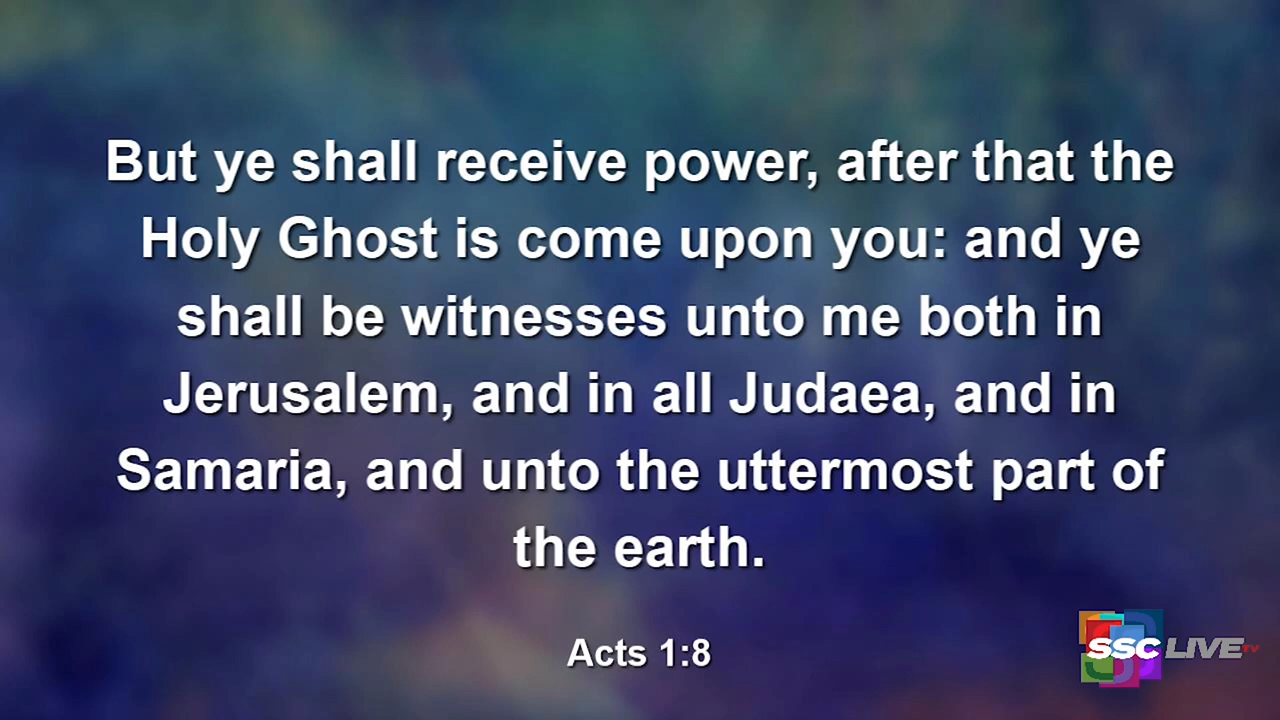 But ye shall receive power, after that the
Holy Ghost is come upon you: and ye
shall be witnesses unto me both in
Jerusalem, and in all Judaea, and in
Samaria, and unto the uttermost part of
the earth.
Acts 1:8
SSC LIVE TV